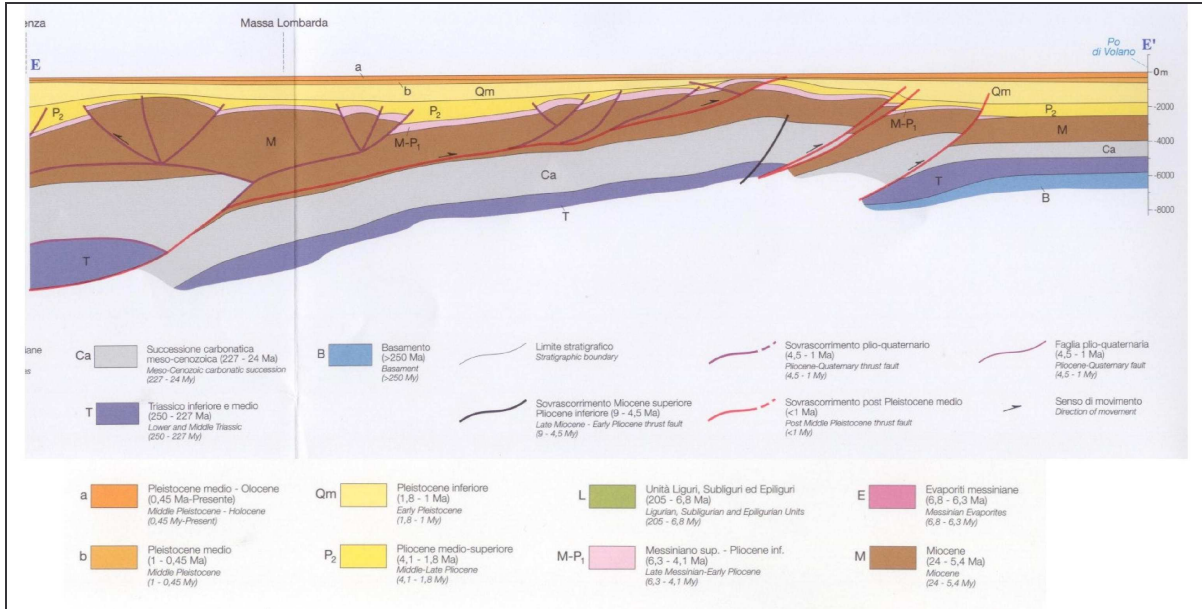 enza
Massa Lombarda
Po
di Volano
E
E'
a
b
Qm
P2
P2
M
M-P1
Ca
T
T
M-P1
T
B
Qm
P2
M
Ca
0m
-2000
-4000
-6000
-8000
Ca
Successione carbonatica
meso-cenozoica (227 - 24 Ma)
Meso-Cenozoic carbonatic succession
(227 - 24 My)
T
Triassico inferiore e medio
(250 - 227 Ma)
Lower and Middle Triassic
(250 - 227 My)
B
Basamento
(>250 Ma)
Basament
(>250 My)
Limite stratigrafico
Stratigraphic boundary
Sovrascorrimento Miocene superiore
Pliocene inferiore (9 - 4,5 Ma)
Late Miocene - Early Pliocene thrust fault
(9 - 4,5 My)
Sovrascorrimento plio-quaternario
(4,5 - 1 Ma)
Pliocene-Quaternary thrust fault
(4,5 - 1 My)
Sovrascorrimento post Pleistocene medio
(<1 Ma)
Post Middle Pleistocene thrust fault
(<1 My)
Faglia plio-quaternaria
(4,5 - 1 Ma)
Pliocene-Quaternary fault
(4,5 - 1 My)
Senso di movimento
Direction of movement
a
Pleistocene medio - Olocene
(0,45 Ma-Presente)
Middle Pleistocene - Holocene
(0,45 My-Present)
b
Pleistocene medio
(1 - 0,45 Ma)
Middle Pleistocene
(1 - 0,45 My)
Qm
Pleistocene inferiore
(1,8 - 1 Ma)
Early Pleistocene
(1,8 - 1 My)
P2
Pliocene medio-superiore
(4,1 - 1,8 Ma)
Middle-Late Pliocene
(4,1 - 1,8 My)
L
Unità Liguri, Subliguri ed Epiliguri
(205 - 6,8 Ma)
Ligurian, Subligurian and Epiligurian Units
(205 - 6,8 My)
M-P1
Messiniano sup. - Pliocene inf.
(6,3 - 4,1 Ma)
Late Messinian-Early Pliocene
(6,3 - 4,1 My)
E
Evaporiti messiniane
(6,8 - 6,3 Ma)
Messinian Evaporites
(6,8 - 6,3 My)
M
Miocene
(24 - 5,4 Ma)
Miocene
(24 - 5,4 My)